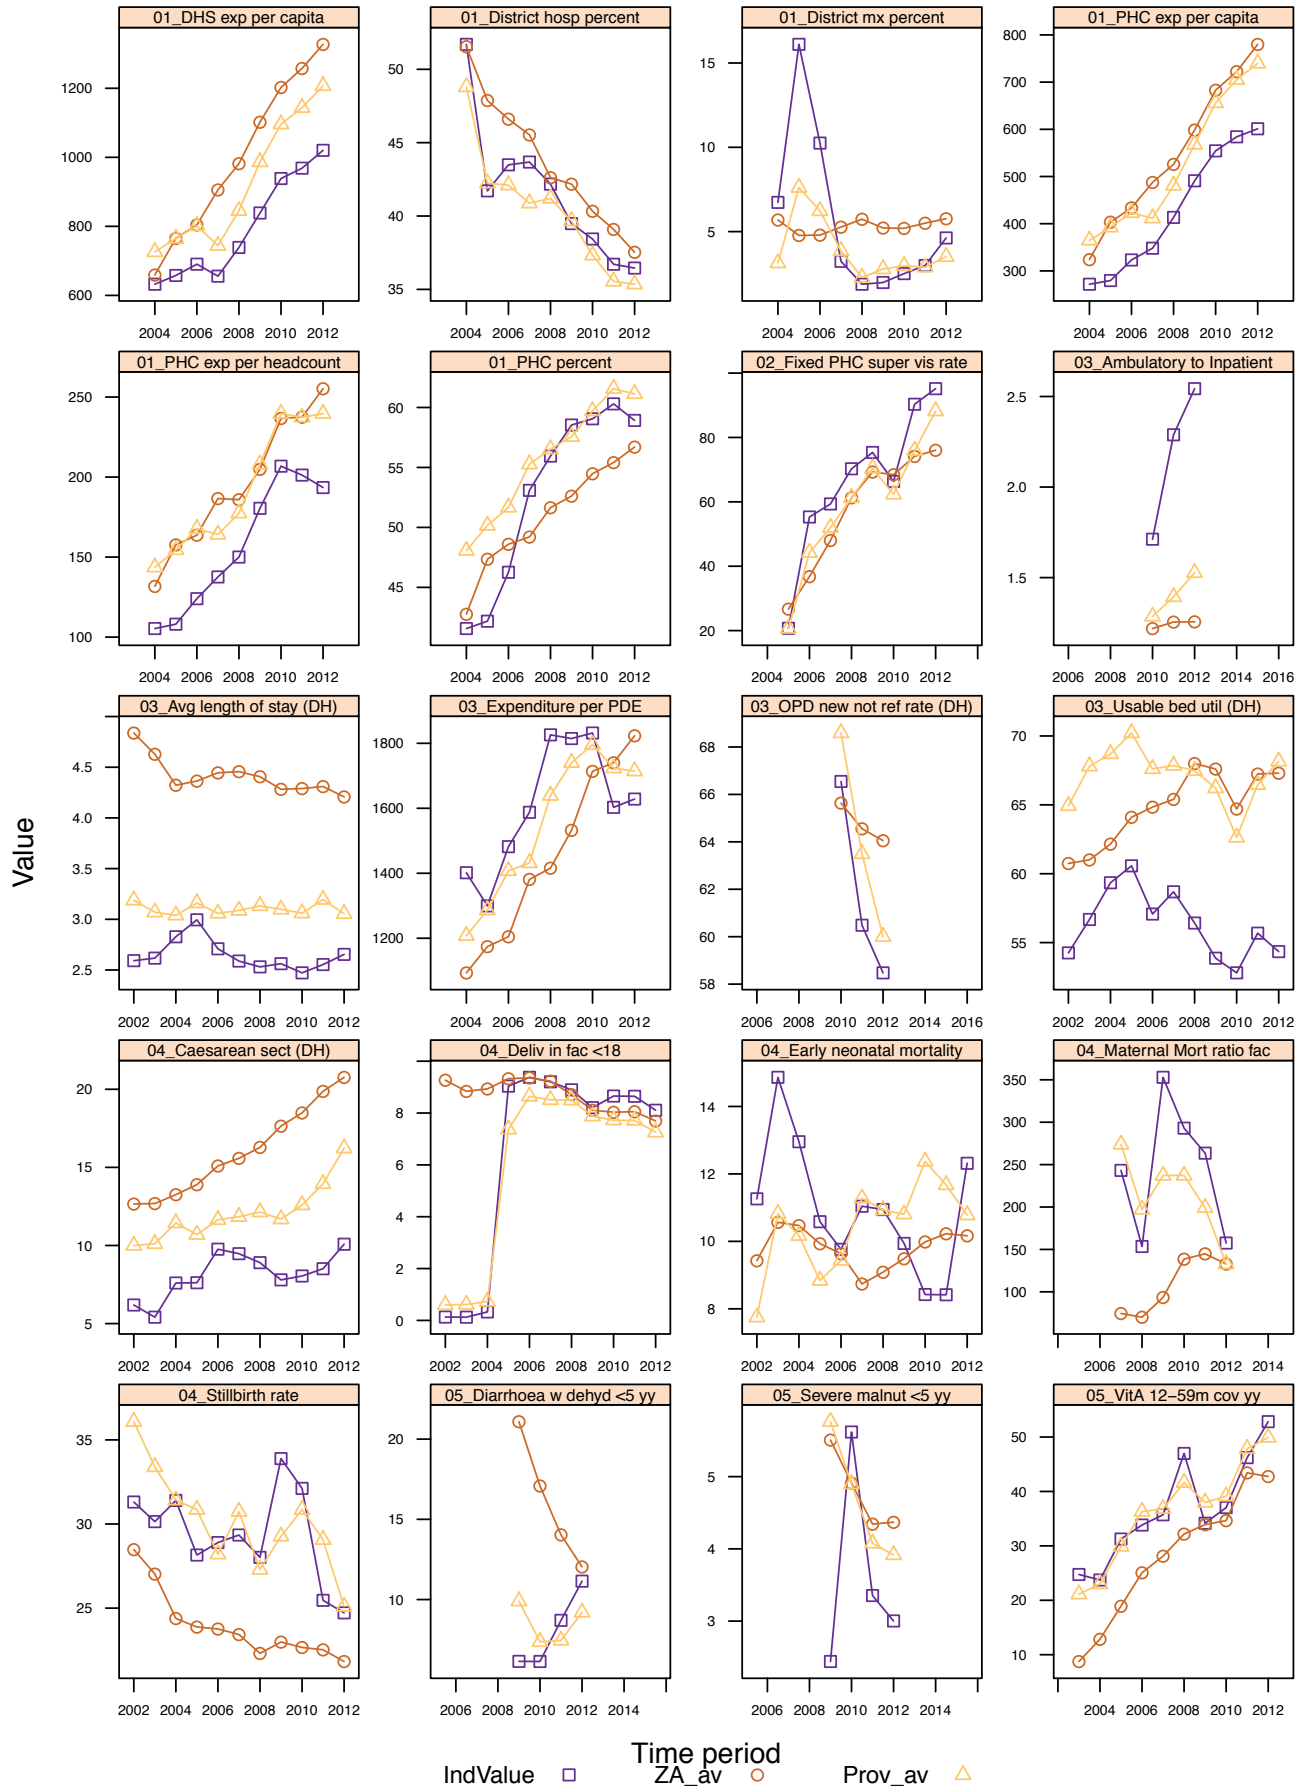 01_DHS exp per capita 01_District hosp percent 01_District mx percent 01_PHC exp per capita
600 800 1000 1200
35 40 45 50
5 10 15
300 400 500 600 700 800
2004 2006 2008 2010 2012 2004 2006 2008 2010 2012 2004 2006 2008 2010 2012 2004 2006 2008 2010 2012
01_PHC exp per headcount 01_PHC percent 02_Fixed PHC super vis rate 03_Ambulatory to Inpatient
100 150 200 250
45 50 55 60
20 40 60 80
1.5 2.0 2.5
2004 2006 2008 2010 2012 2004 2006 2008 2010 2012 2004 2006 2008 2010 2012 2006 2008 2010 2012 2014 2016
03_Avg length of stay (DH) 03_Expenditure per PDE 03_OPD new not ref rate (DH) 03_Usable bed util (DH)
2.5 3.0 3.5 4.0 4.5
1200 1400 1600 1800
58 60 62 64 66 68
55 60 65 70
2002 2004 2006 2008 2010 2012 2004 2006 2008 2010 2012 2006 2008 2010 2012 2014 2016 2002 2004 2006 2008 2010 2012
04_Caesarean sect (DH) 04_Deliv in fac <18 04_Early neonatal mortality 04_Maternal Mort ratio fac
5 10 15 20
0 2 4 6 8
8 10 12 14
100 150 200 250 300 350
2002 2004 2006 2008 2010 2012 2002 2004 2006 2008 2010 2012 2002 2004 2006 2008 2010 2012 2006 2008 2010 2012 2014
04_Stillbirth rate 05_Diarrhoea w dehyd <5 yy 05_Severe malnut <5 yy 05_VitA 12−59m cov yy
25 30 35
10 15 20
3 4 5
10 20 30 40 50
2002 2004 2006 2008 2010 2012 2006 2008 2010 2012 2014 2006 2008 2010 2012 2014 2004 2006 2008 2010 2012
Value
Time period
IndValue ZA_av Prov_av